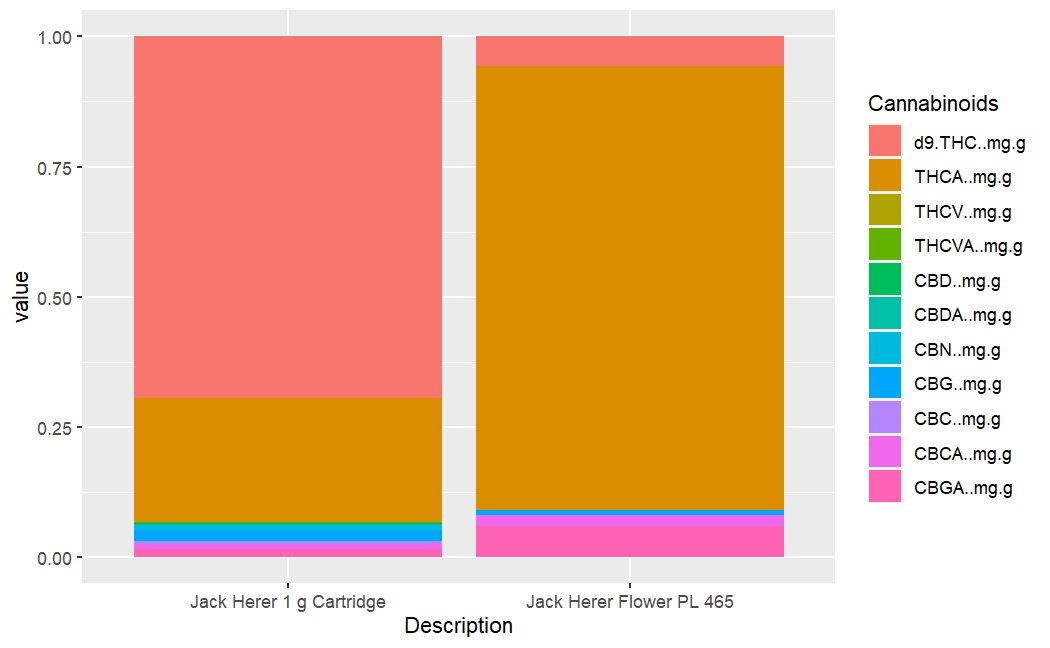 1.00
0.75
0.50
0.25
0.00
value
Jack Herer 1 g Cartridge
Jack Herer Flower PL 465
Description
Cannabinoids
d9.THC..mg.g
THCA..mg.g
THCV..mg.g
THCVA..mg.g
CBD..mg.g
CBDA..mg.g
CBN..mg.g
CBG..mg.g
CBC..mg.g
CBCA..mg.g
CBGA..mg.g